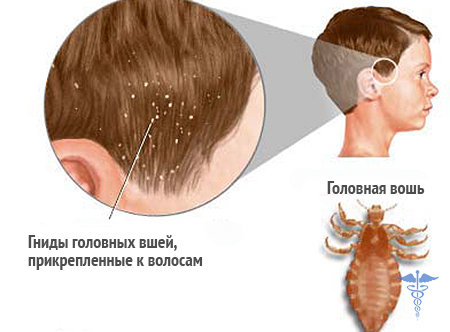 Головная вошь
Гниды головных вшей,
прикрепленные к волосам